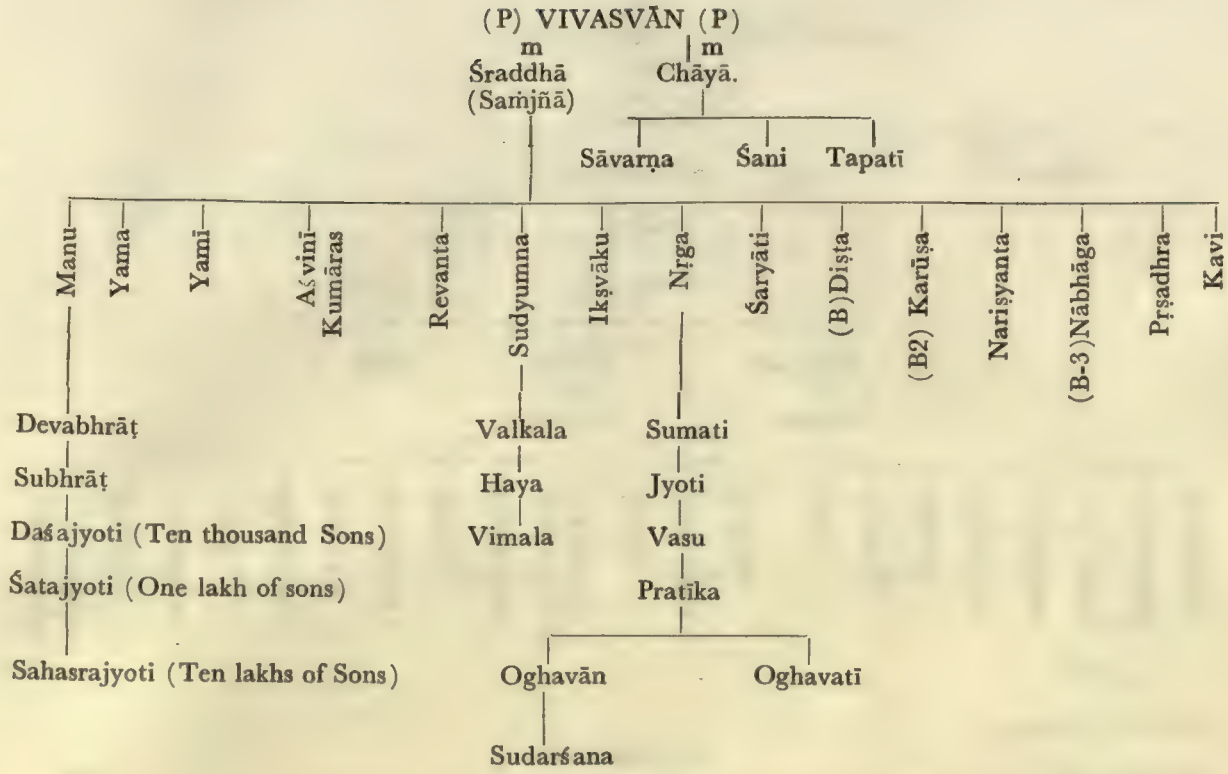 (P) VIVASVĀN (P)
m m
Śraddhā Chāyā.
(Saṁjñā)
Sāvarṇa Śani Tapatī
Manu
Yama
Yamī
Aśvinī
Kumāras
Revanta
Sudyumna
Ikṣvāku
Nṛga
Śaryāti
(B)Diṣṭa
(B2) Karūṣa
Nariṣyanta
(B-3)Nābhāga
Pṛṣadhra
Kavi
Devabhrāṭ Valkala Sumati
Subhrāṭ Haya Jyoti
Daśajyoti (Ten thousand Sons) Vimala Vasu
Śatajyoti (One lakh of sons) Pratīka
Sahasrajyoti (Ten lakhs of Sons) Oghavān Oghavatī
Sudarśana